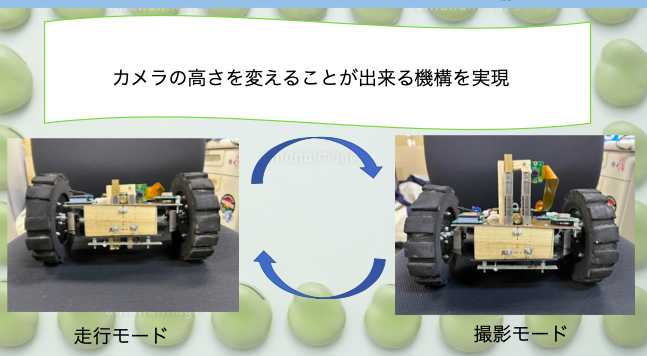 カメラの高さを変えることが出来る機構を実現
走行モード
撮影モード